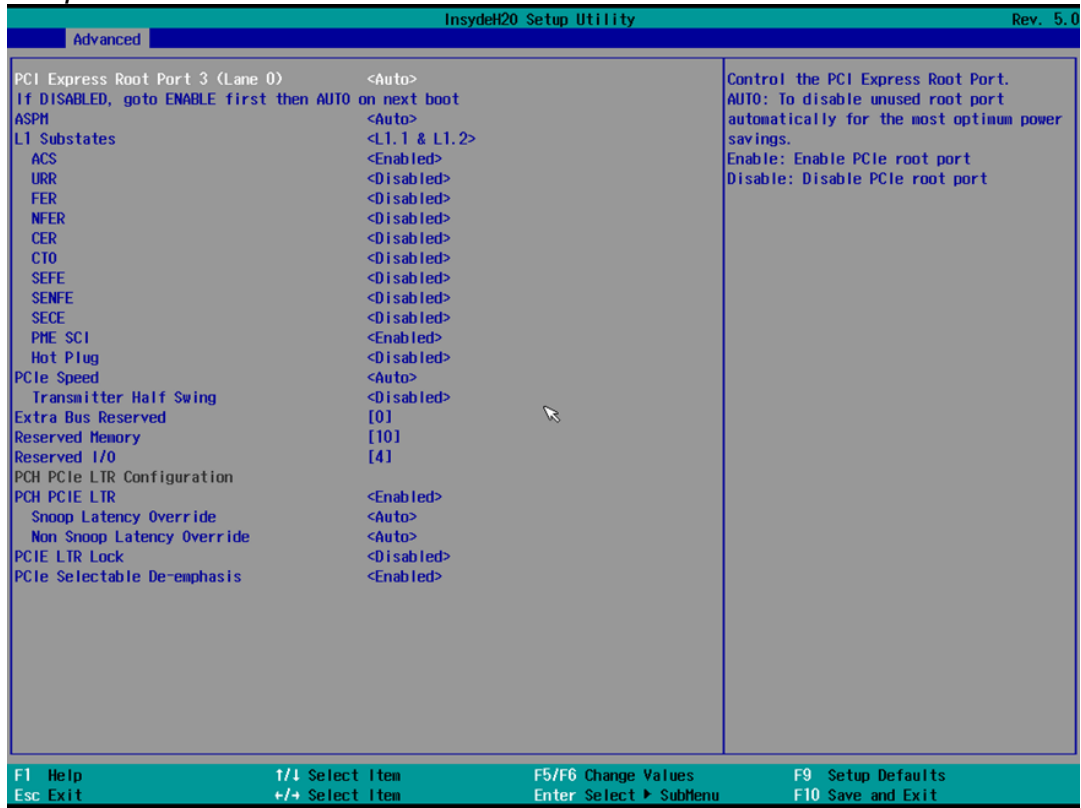 InsydeH2O Setup Utility Rev. 5.0
Advanced
PCI Express Root Port 3 (Lane 0) <Auto>
If DISABLED, goto ENABLE first then AUTO on next boot
ASPM <Auto>
L1 Substates <L1.1 & L1.2>
ACS <Enabled>
URR <Disabled>
FER <Disabled>
NFER <Disabled>
CER <Disabled>
CTO <Disabled>
SEFE <Disabled>
SENFE <Disabled>
SECE <Disabled>
PME SCI <Enabled>
Hot Plug <Disabled>
PCIe Speed <Auto>
Transmitter Half Swing <Disabled>
Extra Bus Reserved [0]
Reserved Memory [10]
Reserved I/O [4]
PCH PCIe LTR Configuration
PCH PCIE LTR <Enabled>
Snoop Latency Override <Auto>
Non Snoop Latency Override <Auto>
PCIE LTR Lock <Disabled>
PCIe Selectable De-emphasis <Enabled>
Control the PCI Express Root Port.
AUTO: To disable unused root port
automatically for the most optimum power
savings.
Enable: Enable PCIe root port
Disable: Disable PCIe root port
F1 Help ↑/↓ Select Item F5/F6 Change Values F9 Setup Defaults
Esc Exit ←/→ Select Item Enter Select ▶ SubMenu F10 Save and Exit